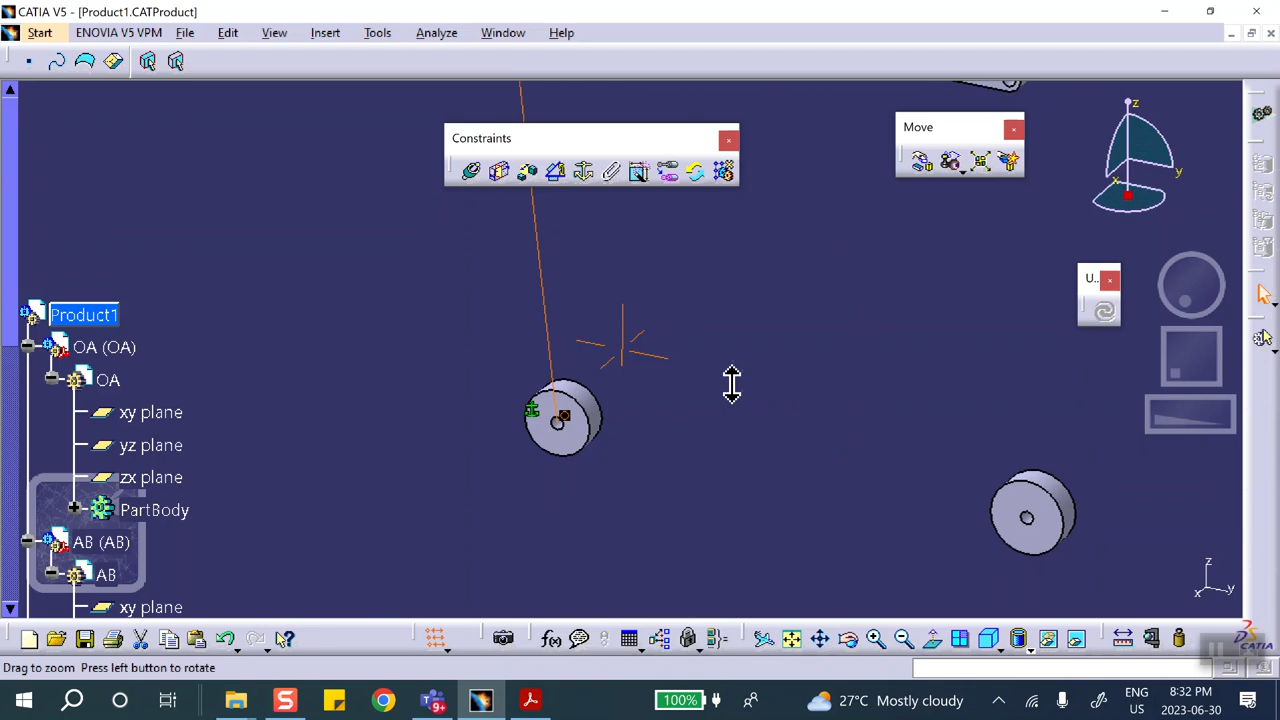 CATIA V5 - [Product1.CATProduct]
Start ENOVIA V5 VPM File Edit View Insert Tools Analyze Window Help
Constraints
Move
z
y
x
U..
Product1
OA (OA)
OA
xy plane
yz plane
zx plane
PartBody
AB (AB)
AB
xy plane
z
x y
f(x)
CATIA
Drag to zoom Press left button to rotate
100% 27°C Mostly cloudy ENG US 8:32 PM 2023-06-30
S T 9+